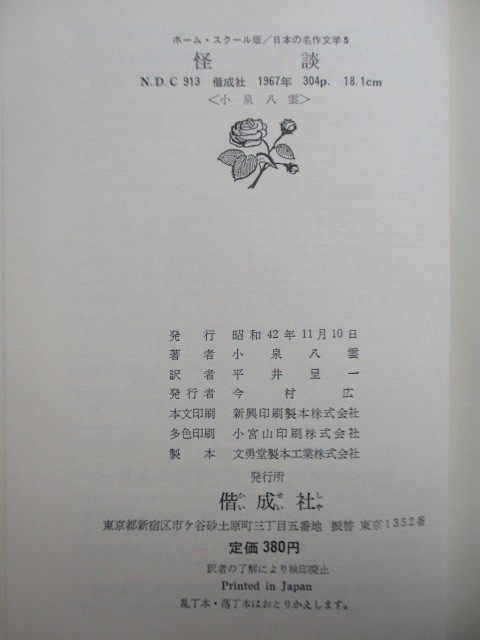 ホーム・スクール版/日本の名作文学5
怪談
N.D.C 913 偕成社 1967年 304p. 18.1cm
<小泉八雲>
発行 昭和42年11月10日
著者 小泉八雲
訳者 平井呈一
発行者 今村広
本文印刷 新興印刷製本株式会社
多色印刷 小宮山印刷株式会社
製本 文勇堂製本工業株式会社
発行所
かいせいしゃ
偕成社
東京都新宿区市ケ谷砂土原町三丁目五番地 振替 東京1352番
定価380円
訳者の了解により検印廃止
Printed in Japan
乱丁本・落丁本はおとりかえします。